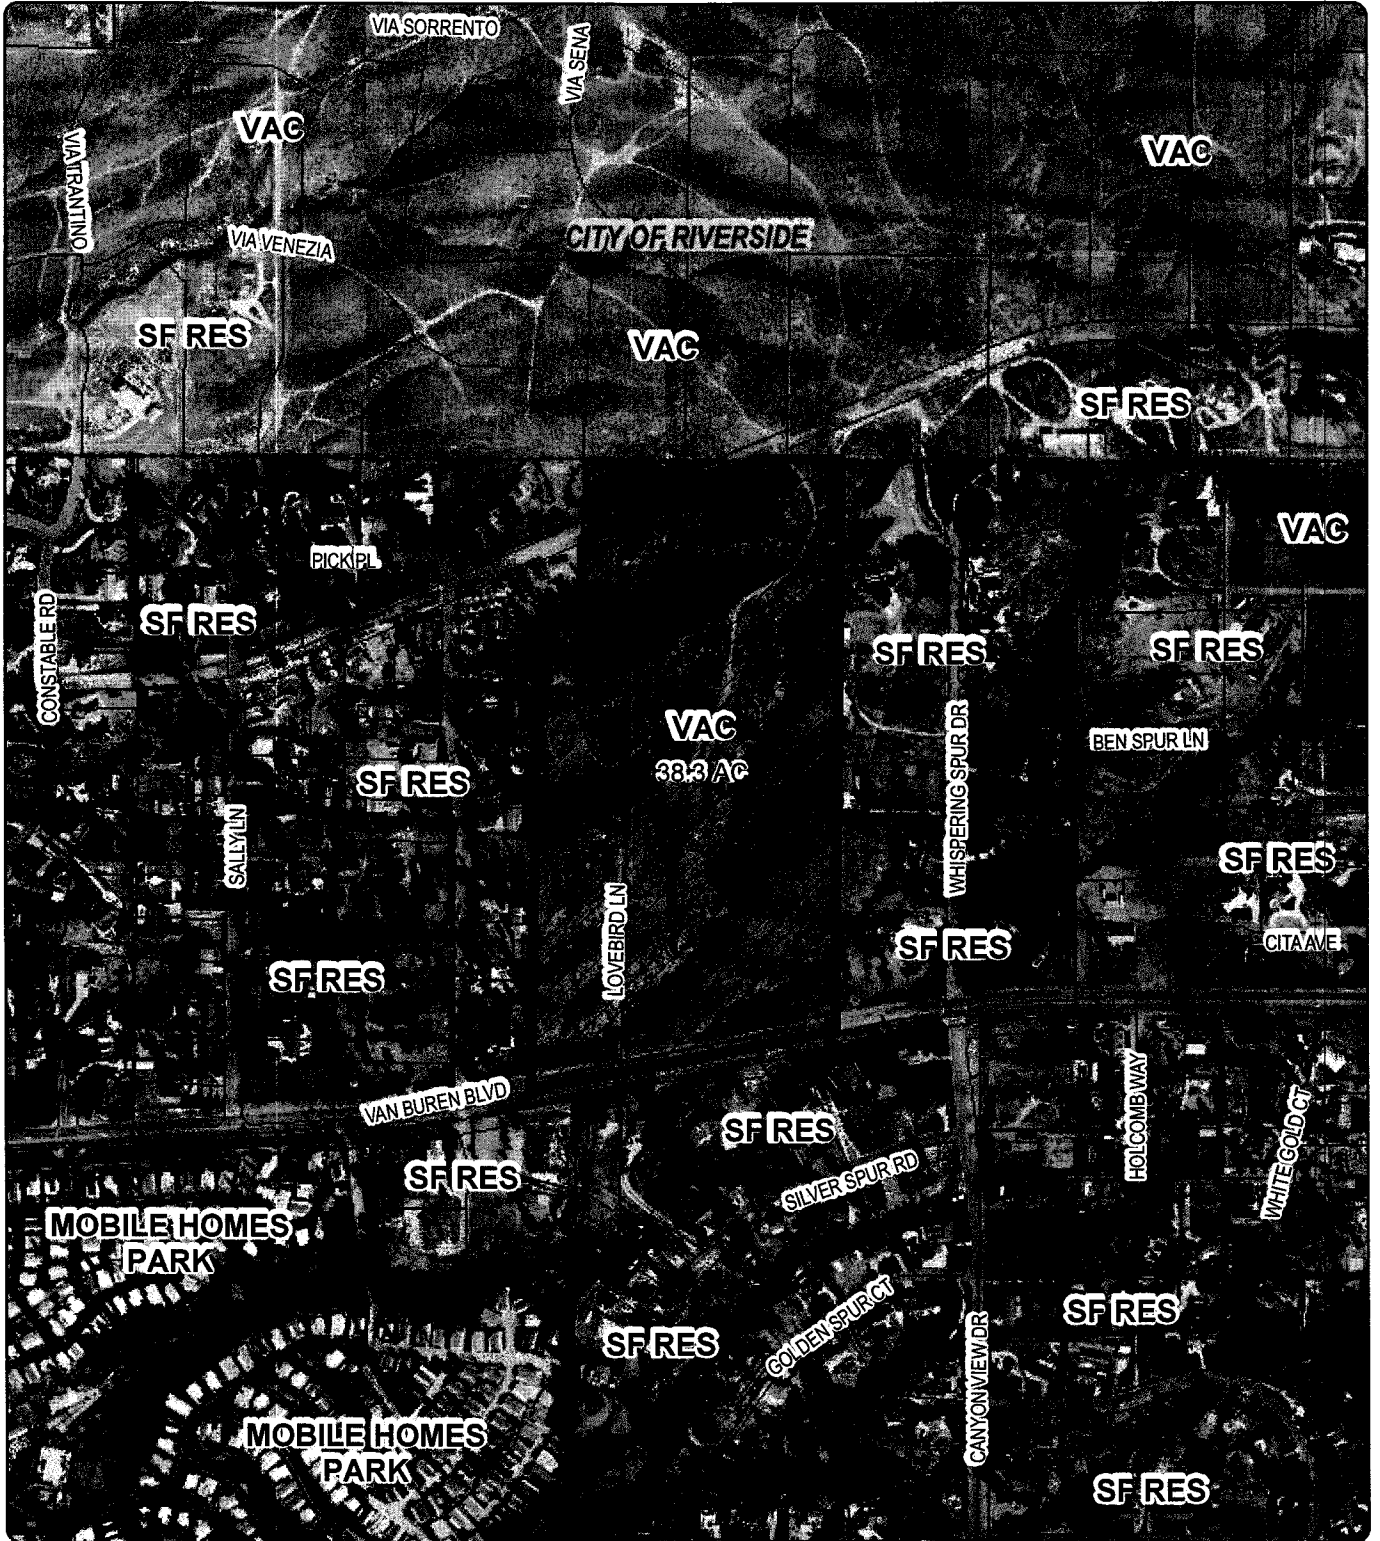 VIA SORRENTO
VIA SENA
VAC
VIA TRANTINO
VAC
VIA VENEZIA
CITY OF RIVERSIDE
SF RES
VAC
SF RES
VAC
PICK PL
CONSTABLE RD
SF RES
SF RES
SF RES
VAC
38.3 AC
WHISPERING SPUR DR
BEN SPUR LN
SF RES
SALLY LN
SF RES
LOVEBIRD LN
SF RES
CITA AVE
SF RES
VAN BUREN BLVD
SF RES
HOLCOMB WAY
WHITE GOLD CT
SF RES
SILVER SPUR RD
MOBILE HOMES
PARK
GOLDEN SPUR CT
SF RES
SF RES
CANYON VIEW DR
MOBILE HOMES
PARK
SF RES